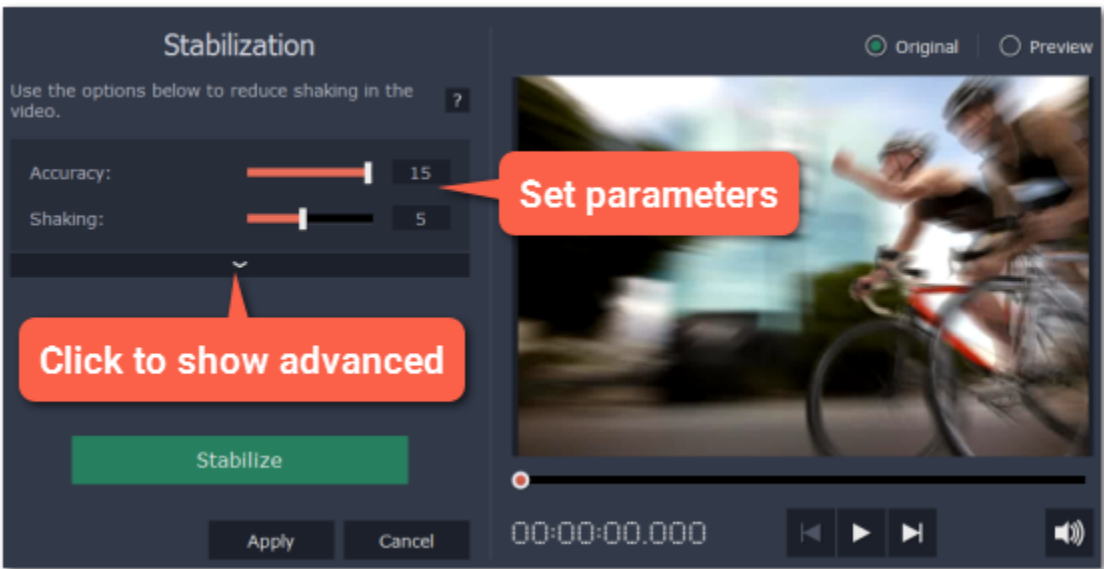 Stabilization
Original
Preview
Use the options below to reduce shaking in the
video.
?
Accuracy:
15
Shaking:
5
Set parameters
Click to show advanced
Stabilize
Apply
Cancel
00:00:00.000